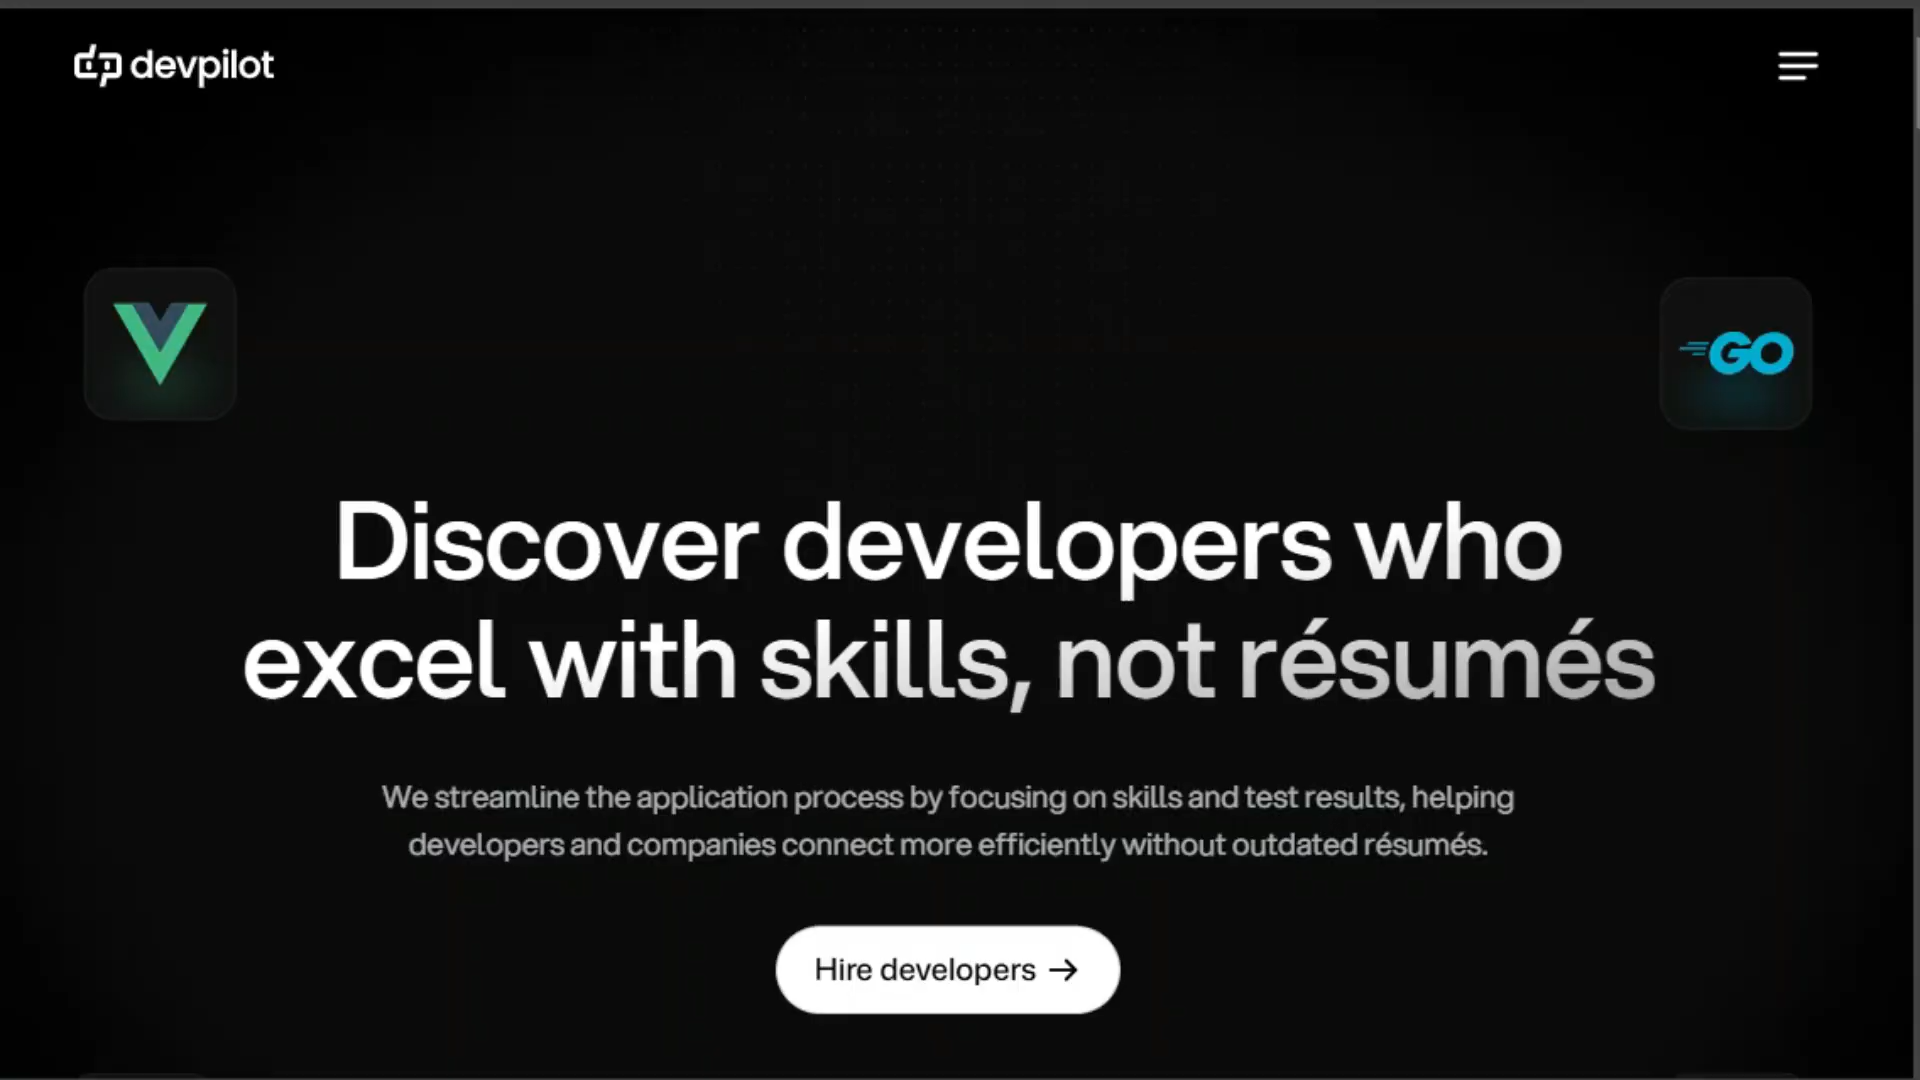 devpilot
GO
Discover developers who
excel with skills, not résumés
We streamline the application process by focusing on skills and test results, helping
developers and companies connect more efficiently without outdated résumés.
Hire developers →